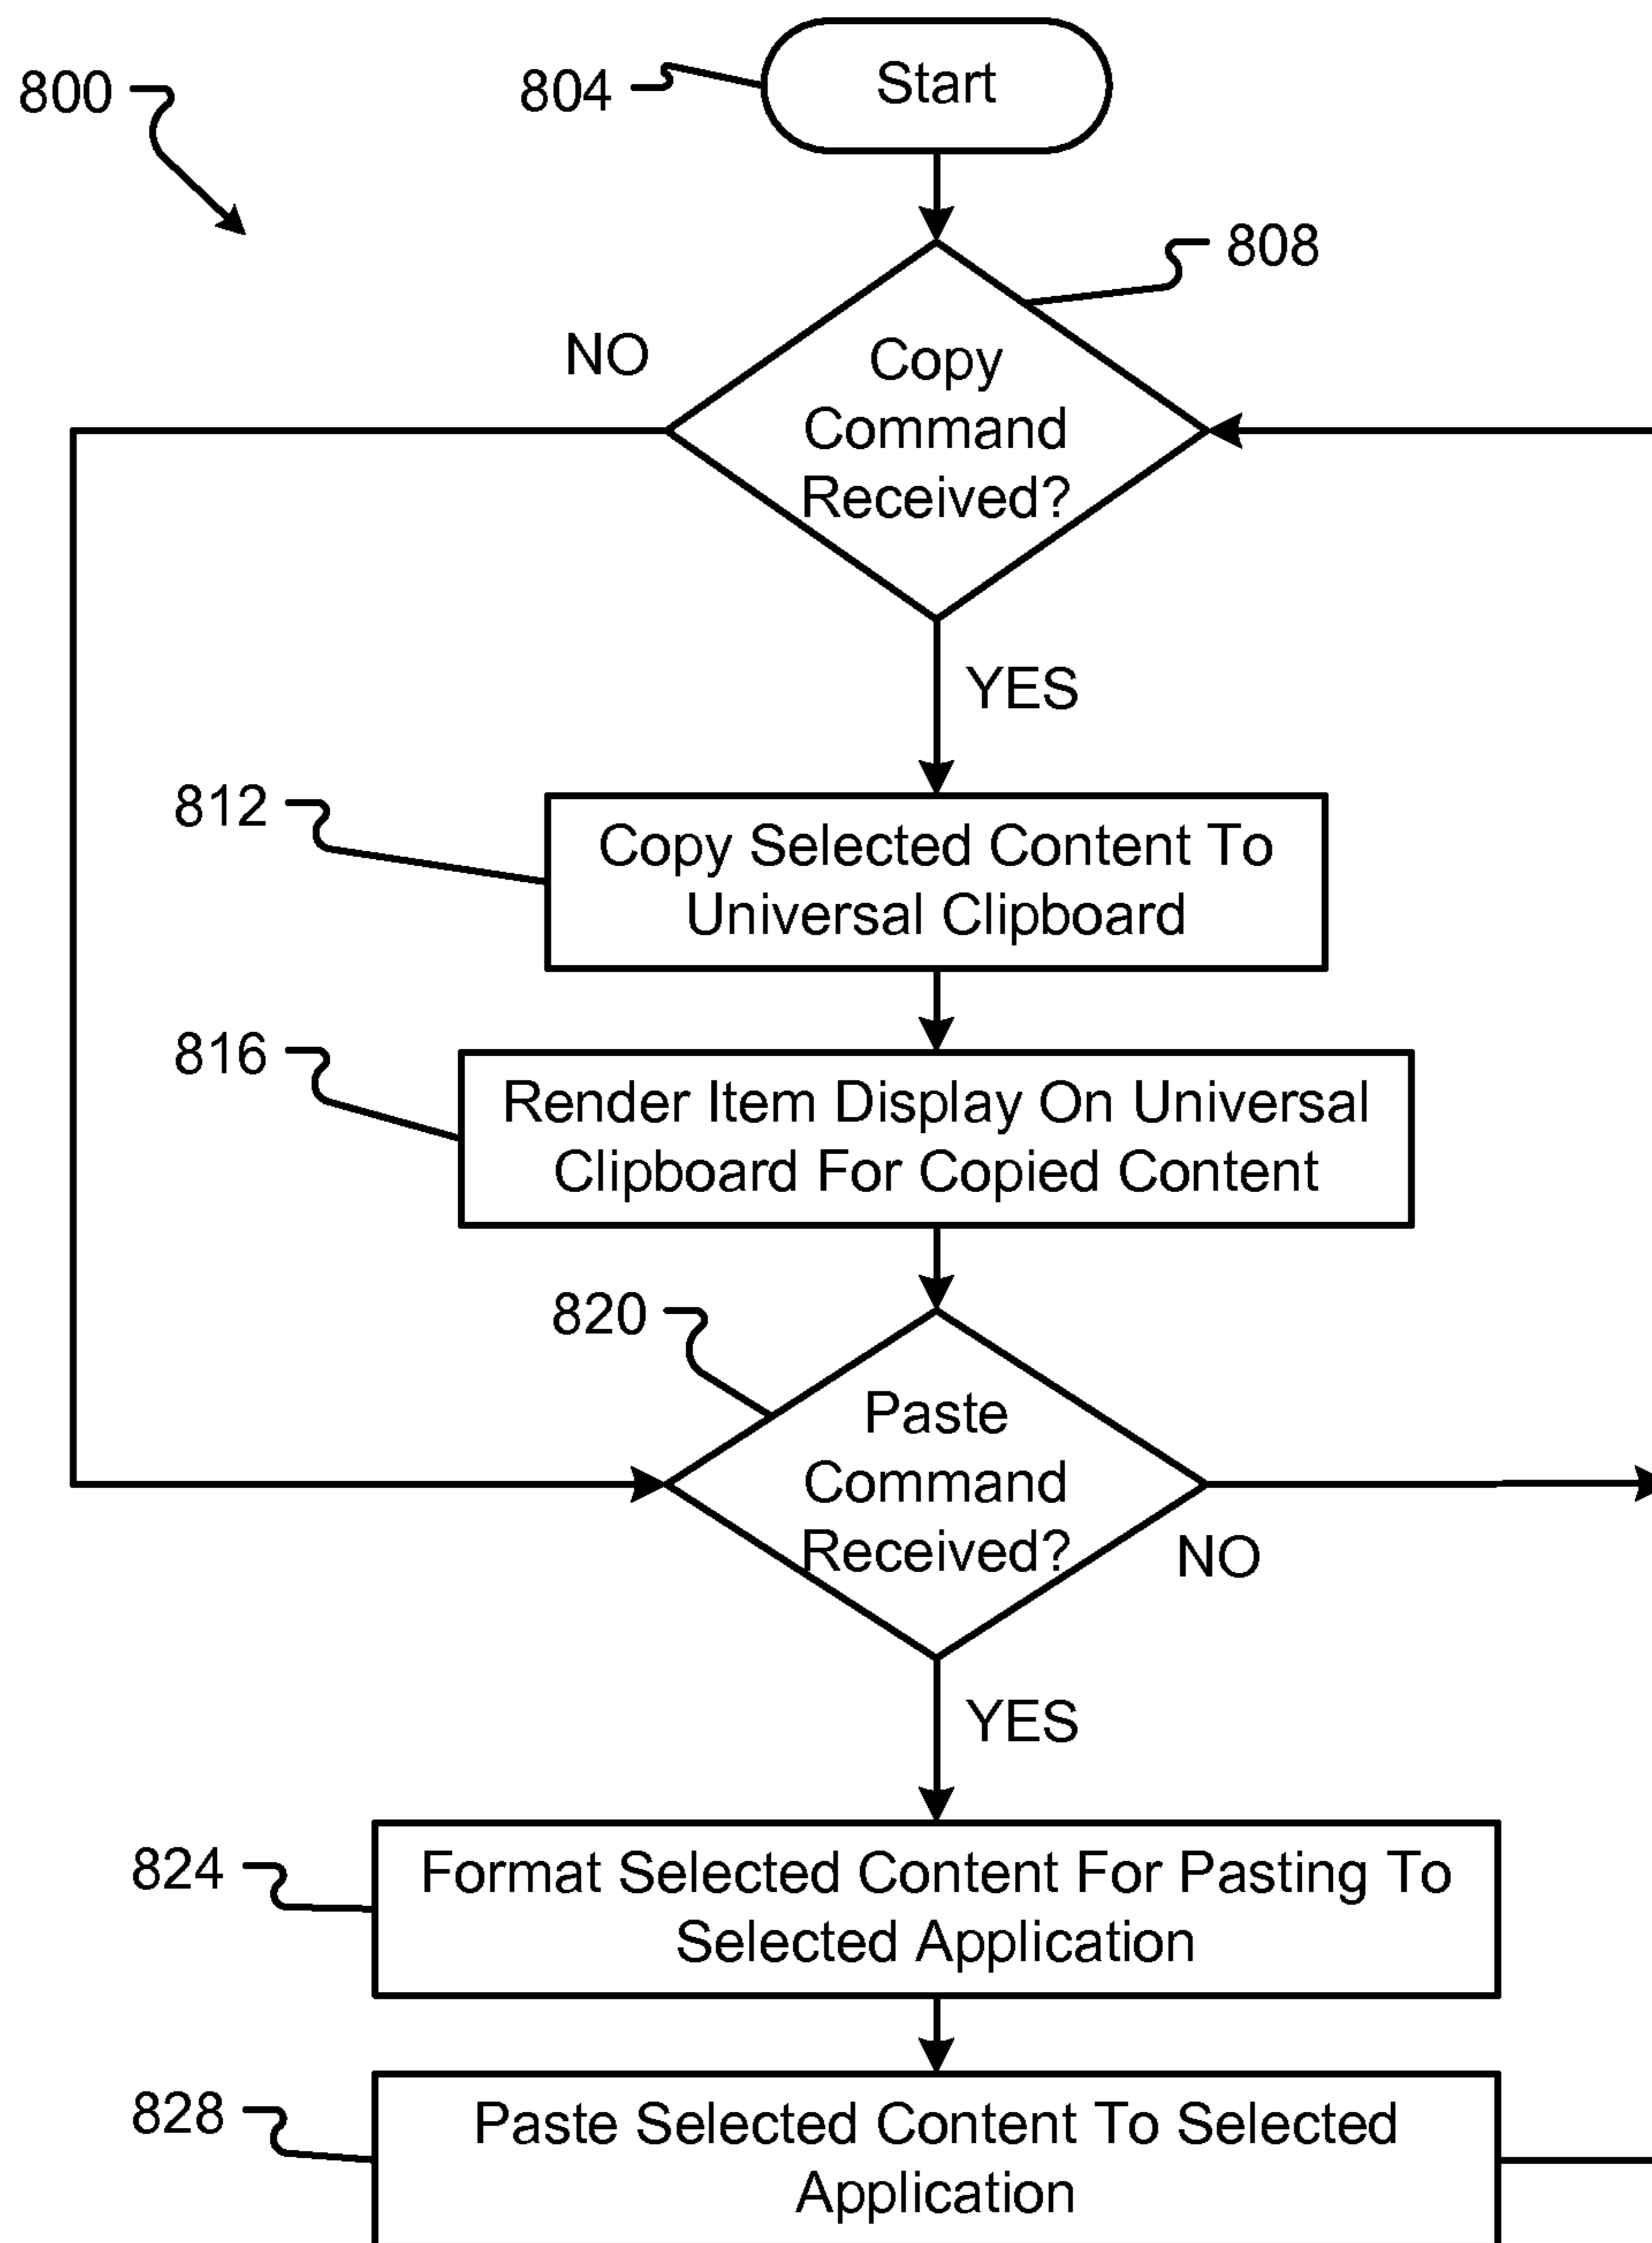 800
804
Start
808
NO
Copy
Command
Received?
YES
812
Copy Selected Content To
Universal Clipboard
816
Render Item Display On Universal
Clipboard For Copied Content
820
Paste
Command
Received?
NO
YES
824
Format Selected Content For Pasting To
Selected Application
828
Paste Selected Content To Selected
Application